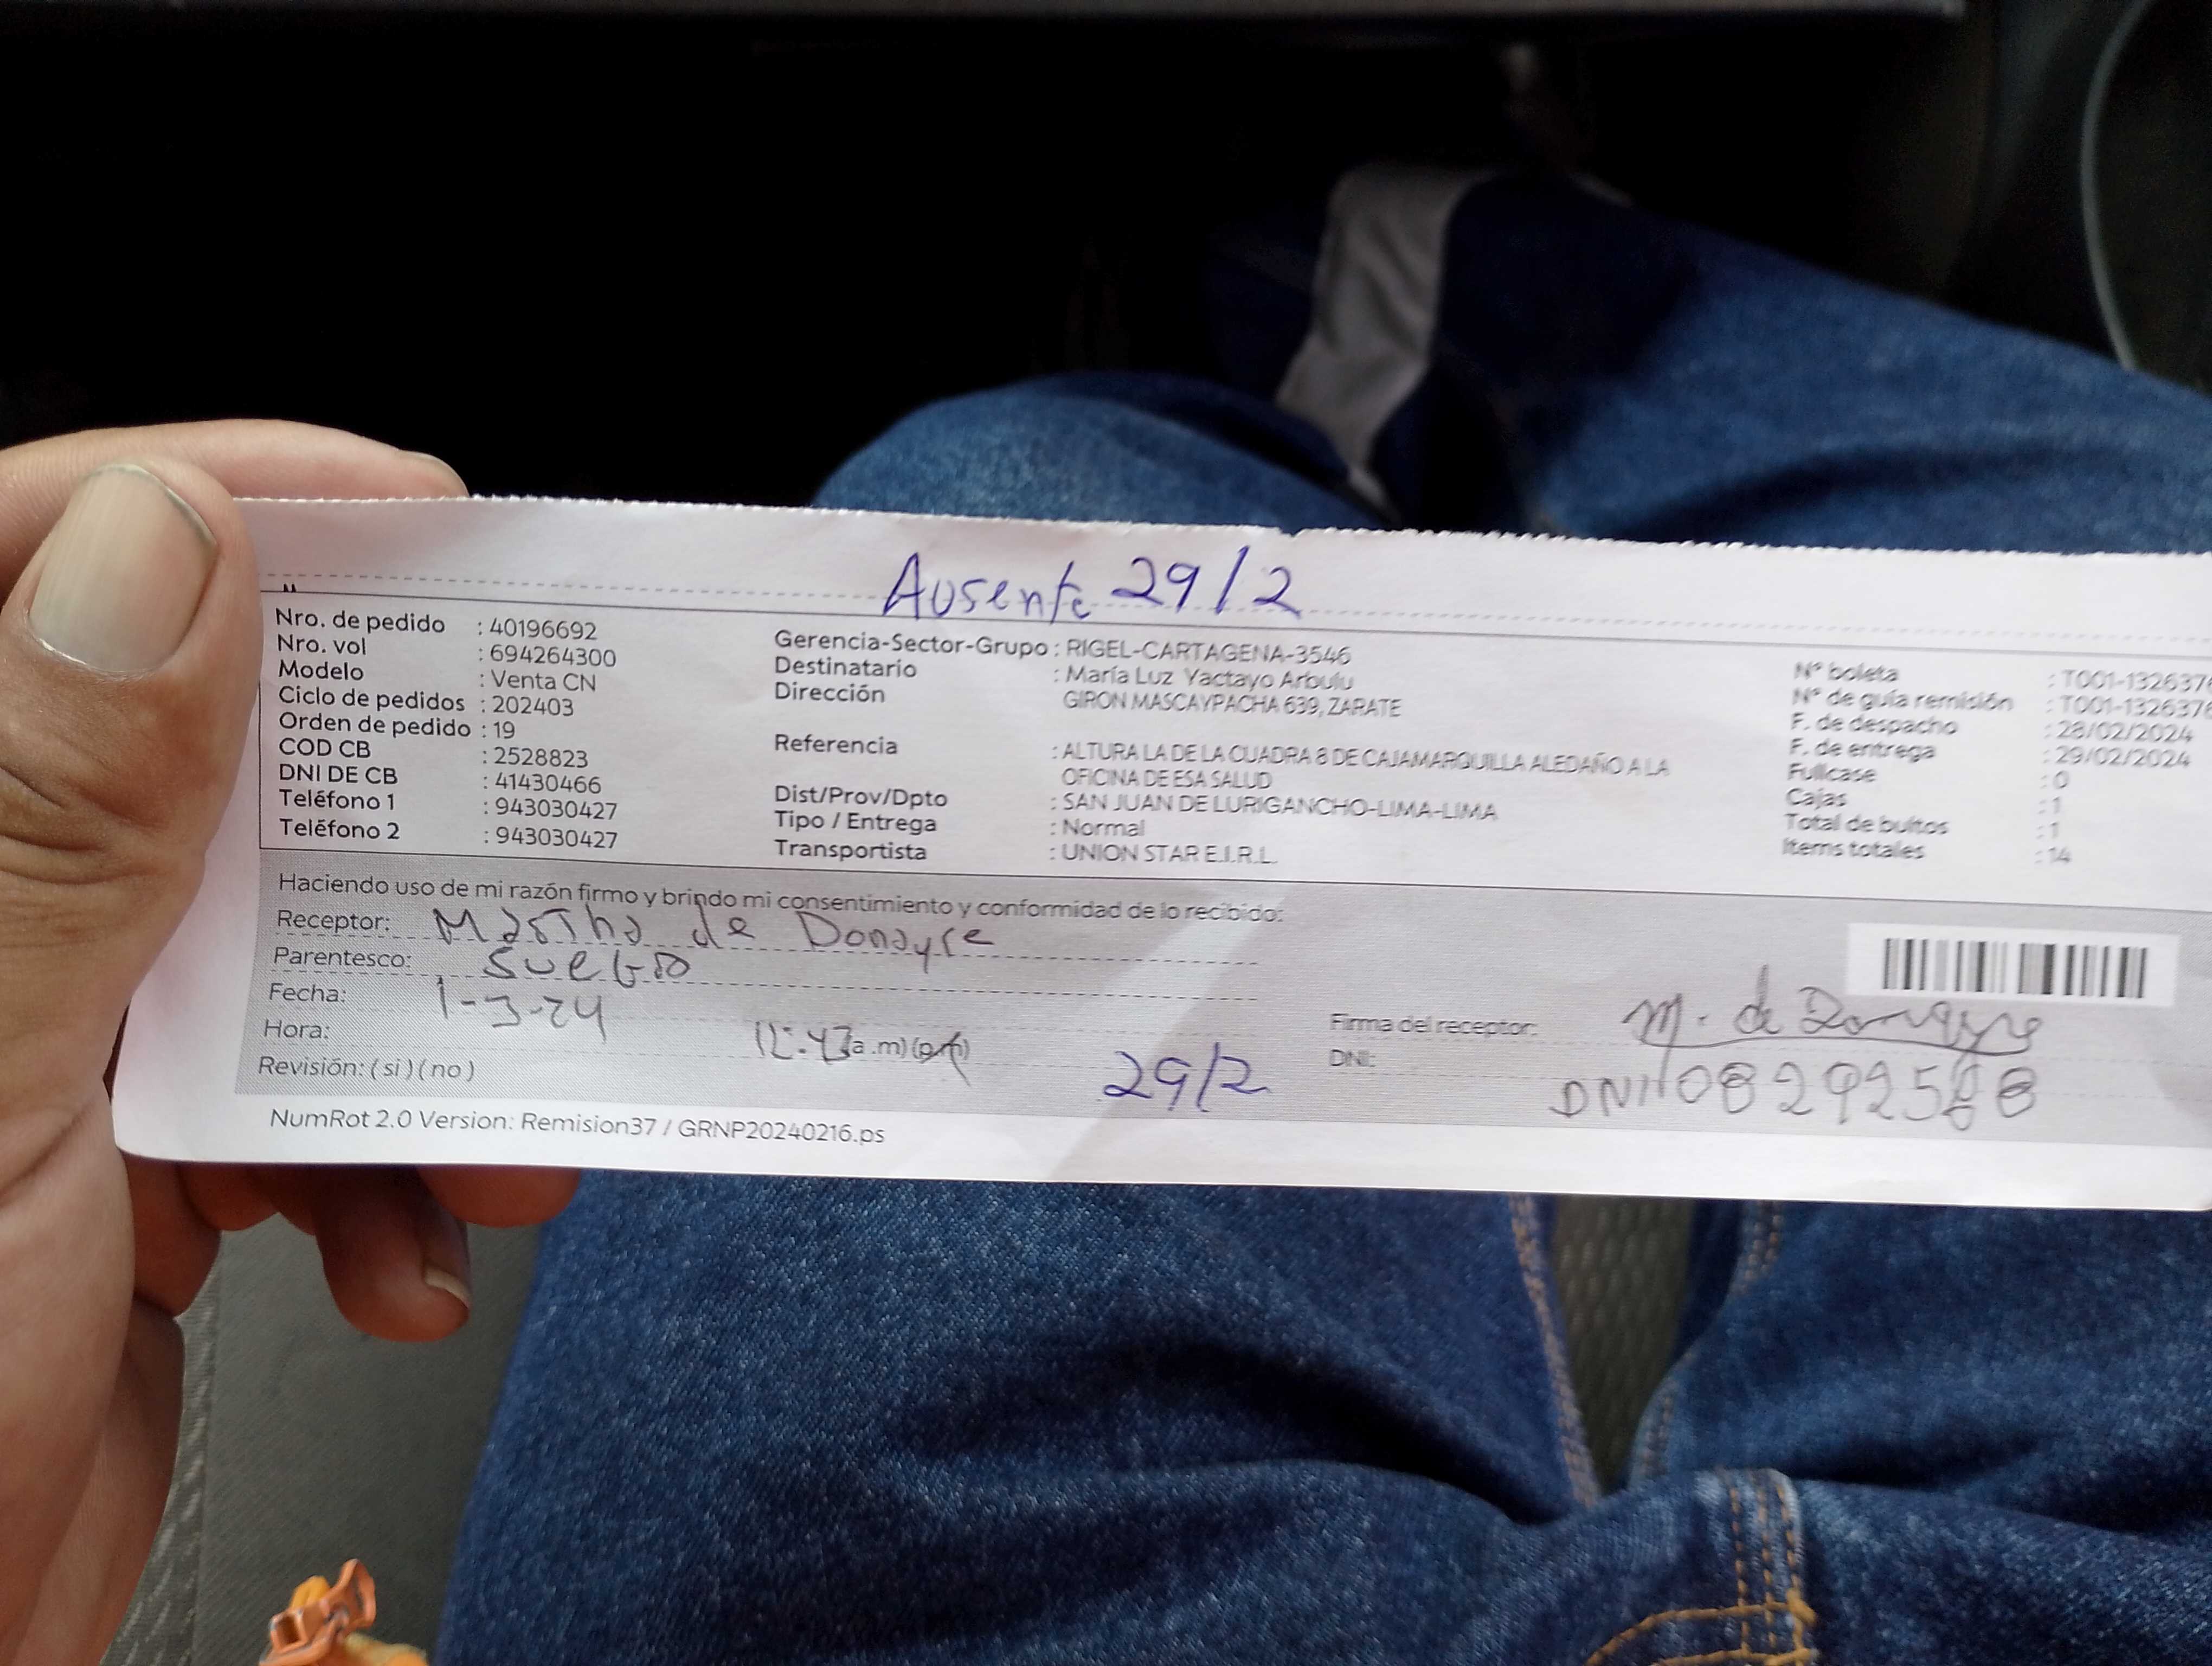 Ausente 29/2
Nro. de pedido : 40196692
Nro. vol : 694264300
Modelo : Venta CN
Ciclo de pedidos : 202403
Orden de pedido : 19
COD CB : 2528823
DNI DE CB : 41430466
Teléfono 1 : 943030427
Teléfono 2 : 943030427
Gerencia-Sector-Grupo : RIGEL-CARTAGENA-3546
Destinatario : María Luz Yactayo Arbulu
Dirección GIRON MASCAYPACHA 639, ZARATE
Referencia : ALTURA LA DE LA CUADRA 8 DE CAJAMARQUILLA ALEDAÑO A LA
OFICINA DE ESA SALUD
Dist/Prov/Dpto : SAN JUAN DE LURIGANCHO-LIMA-LIMA
Tipo / Entrega : Normal
Transportista : UNION STAR E.I.R.L.
N° boleta : T001-1326376
N° de guía remisión : T001-1326376
F. de despacho : 28/02/2024
F. de entrega : 29/02/2024
Fullcase : 0
Cajas : 1
Total de bultos : 1
Items totales : 14
Haciendo uso de mi razón firmo y brindo mi consentimiento y conformidad de lo recibido:
Receptor: Martha de Donayre
Parentesco: Suegra
Fecha: 1-3-24
Hora: 12:43 (a.m) (p.m)
Revisión: ( si ) ( no )
29/2
Firma del receptor: M. de Donayre
DNI: DNI
NumRot 2.0 Version: Remision37 / GRNP20240216.ps